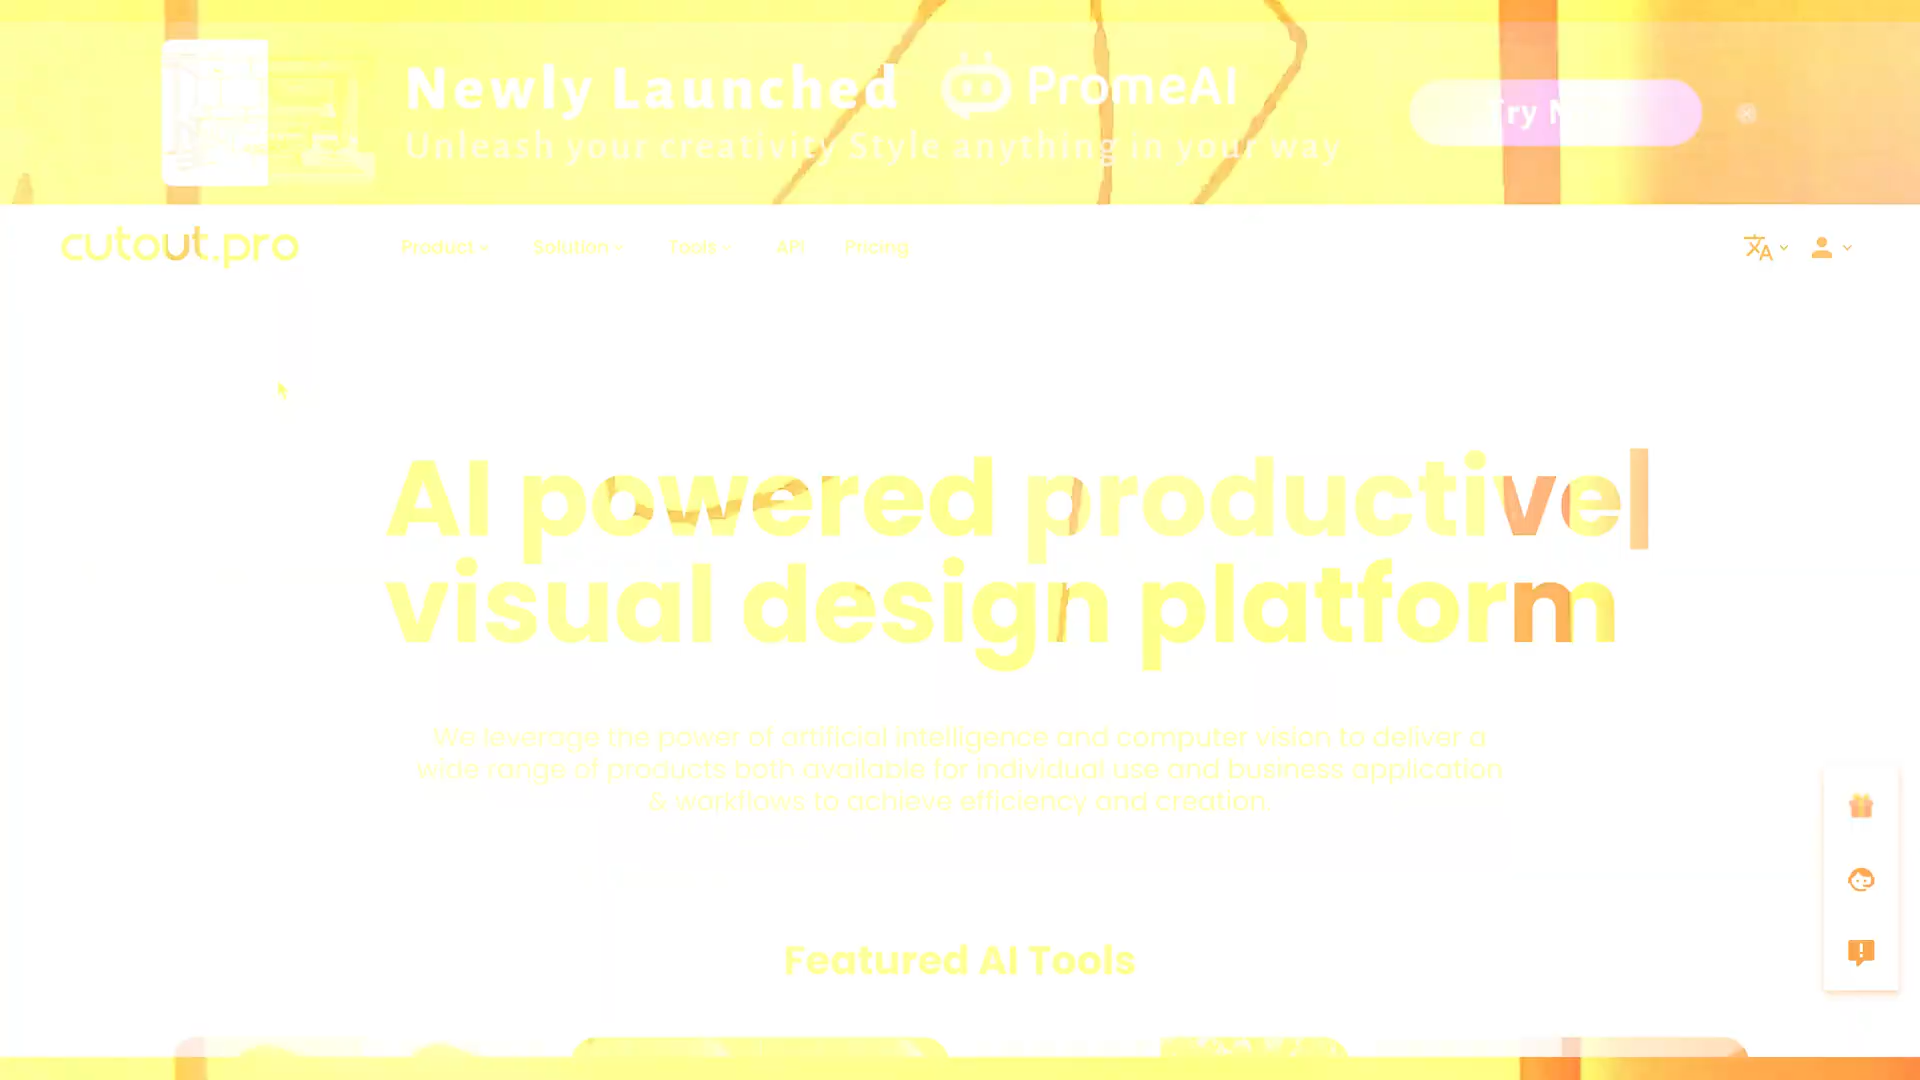 Newly Launched PromeAI
Unleash your creativity Style anything in your way
Try
cutout.pro
Product
Solution
Tools
API
Pricing
AI powered productive|
visual design platform
We leverage the power of artificial intelligence and computer vision to deliver a
wide range of products both available for individual use and business application
& workflows to achieve efficiency and creation.
Featured AI Tools